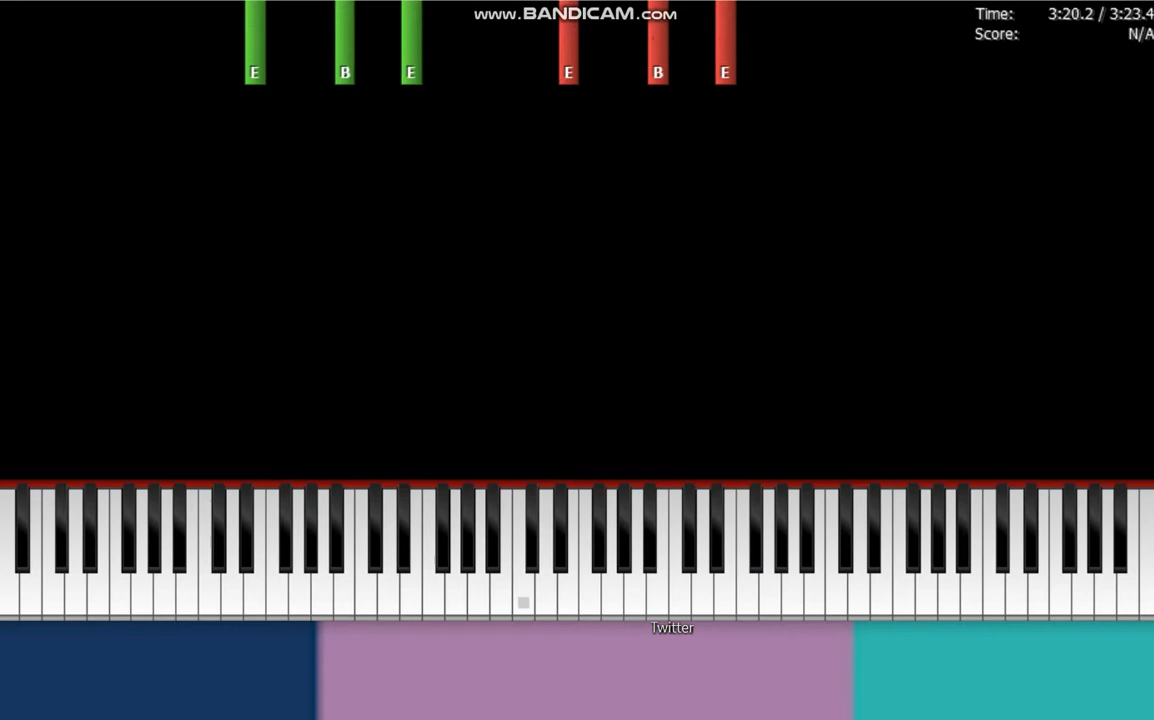 www.BANDICAM.com
Time: 3:20.2 / 3:23.4
Score: N/A
E B E E B E
Twitter